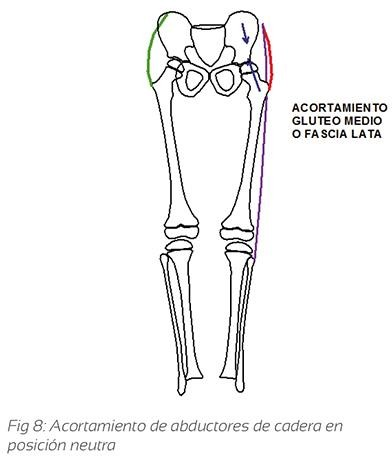 ACORTAMIENTO
GLUTEO MEDIO
O FASCIA LATA
Fig 8: Acortamiento de abductores de cadera en
posición neutra